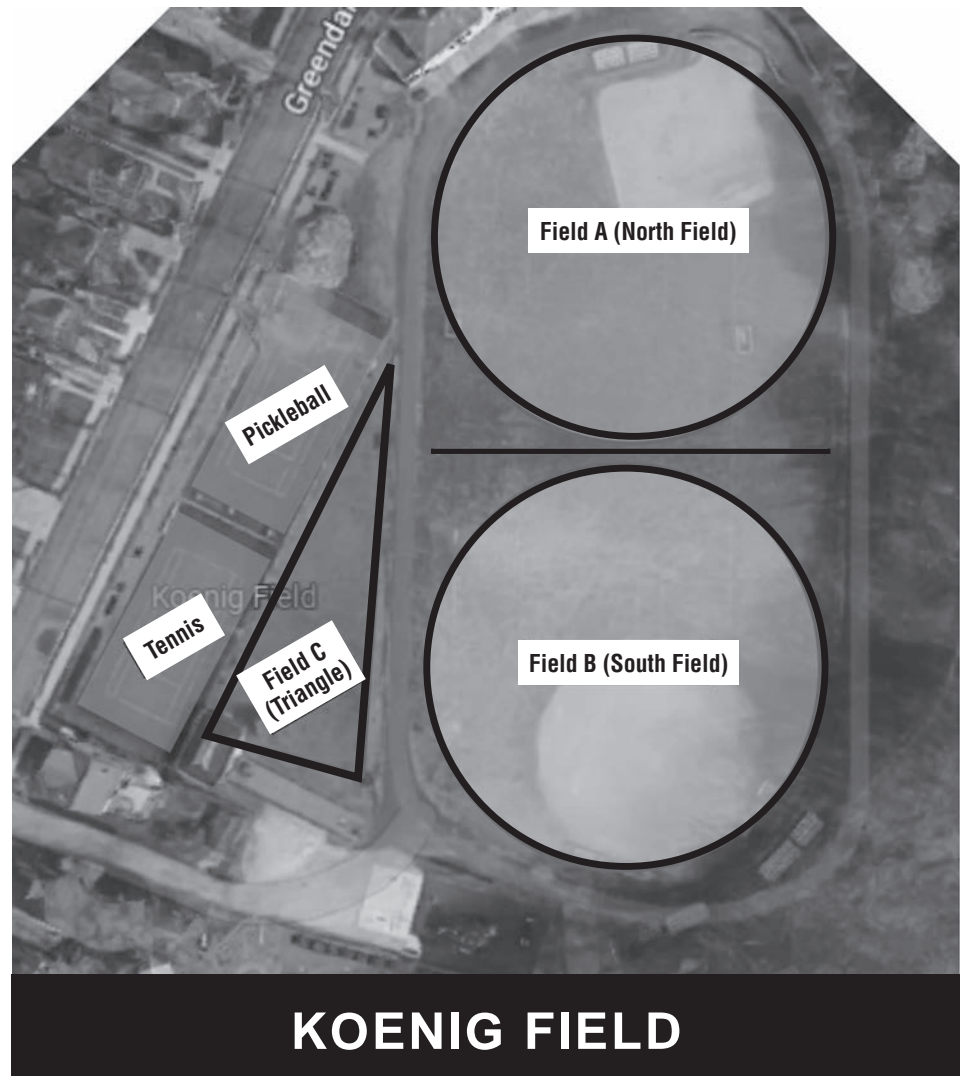 Greendal
Field A (North Field)
Pickleball
Koenig Field
Tennis
Field C
(Triangle)
Field B (South Field)
KOENIG FIELD